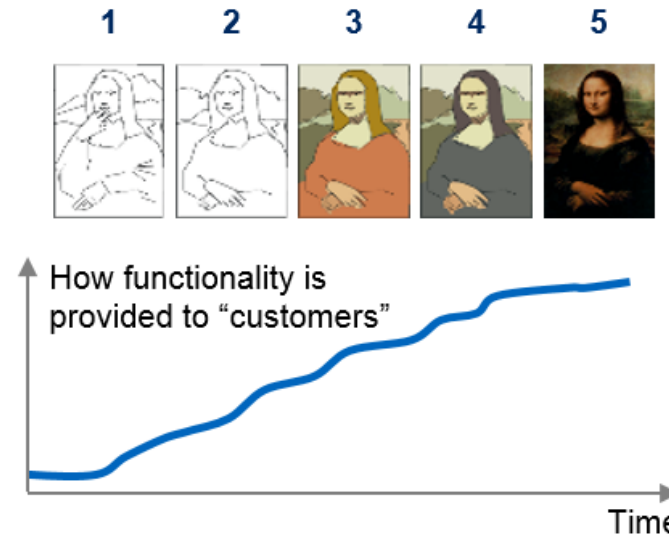 1 2 3 4 5
How functionality is
provided to “customers”
Time